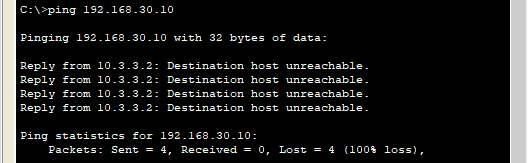 C:\>ping 192.168.30.10
Pinging 192.168.30.10 with 32 bytes of data:
Reply from 10.3.3.2: Destination host unreachable.
Reply from 10.3.3.2: Destination host unreachable.
Reply from 10.3.3.2: Destination host unreachable.
Reply from 10.3.3.2: Destination host unreachable.
Ping statistics for 192.168.30.10:
    Packets: Sent = 4, Received = 0, Lost = 4 (100% loss),